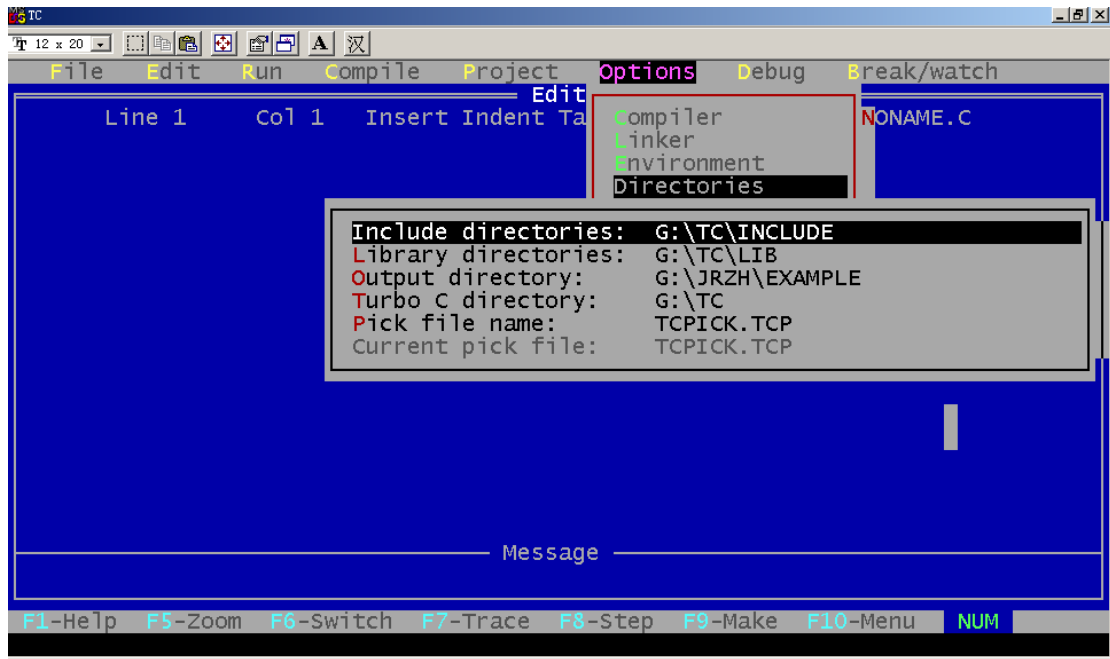 TC
Tr 12 x 20 A 汉
File Edit Run Compile Project Options Debug Break/watch
Edit
Line 1 Col 1 Insert Indent Ta NONAME.C
Compiler
Linker
Environment
Directories
Include directories: G:\TC\INCLUDE
Library directories: G:\TC\LIB
Output directory: G:\JRZH\EXAMPLE
Turbo C directory: G:\TC
Pick file name: TCPICK.TCP
Current pick file: TCPICK.TCP
Message
F1-Help F5-Zoom F6-Switch F7-Trace F8-Step F9-Make F10-Menu NUM